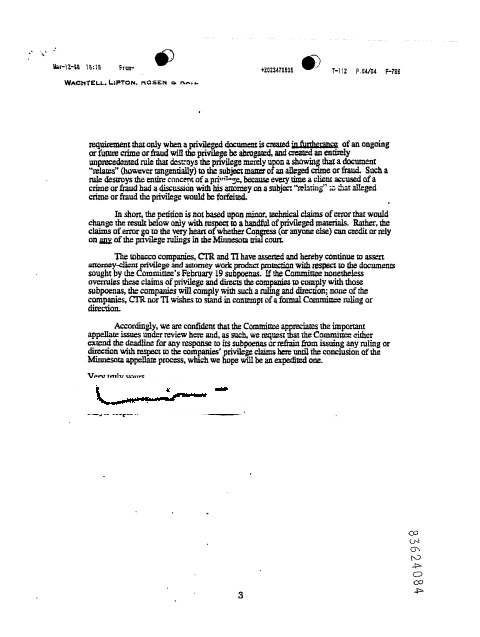 Mar-12-98 15:15 From- +2023470505 T-112 P.04/04 F-788
WACHTELL, LIPTON, ROSEN & KATZ
requirement that only when a privileged document is created in furtherance of an ongoing
or future crime or fraud will the privilege be abrogated, and created an entirely
unprecedented rule that destroys the privilege merely upon a showing that a document
"relates" (however tangentially) to the subject matter of an alleged crime or fraud. Such a
rule destroys the entire concept of a privilege, because every time a client accused of a
crime or fraud had a discussion with his attorney on a subject "relating" to that alleged
crime or fraud the privilege would be forfeited.
In short, the petition is not based upon minor, technical claims of error that would
change the result below only with respect to a handful of privileged materials. Rather, the
claims of error go to the very heart of whether Congress (or anyone else) can credit or rely
on any of the privilege rulings in the Minnesota trial court.
The tobacco companies, CTR and TI have asserted and hereby continue to assert
attorney-client privilege and attorney work product protection with respect to the documents
sought by the Committee's February 19 subpoenas. If the Committee nonetheless
overrules these claims of privilege and directs the companies to comply with those
subpoenas, the companies will comply with such a ruling and direction; none of the
companies, CTR nor TI wishes to stand in contempt of a formal Committee ruling or
direction.
Accordingly, we are confident that the Committee appreciates the important
appellate issues under review here and, as such, we request that the Committee either
extend the deadline for any response to its subpoenas or refrain from issuing any ruling or
direction with respect to the companies' privilege claims here until the conclusion of the
Minnesota appellate process, which we hope will be an expedited one.
Very truly yours
83624084
3